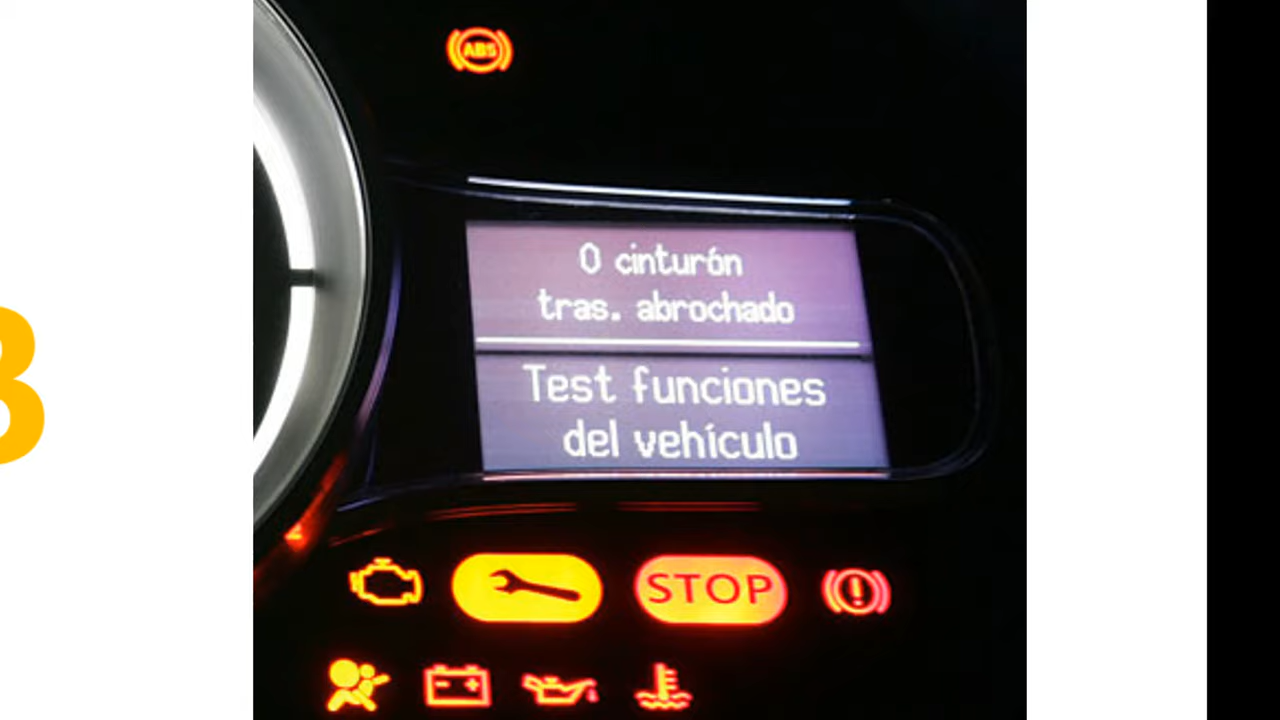 ABS
0 cinturón
tras. abrochado
Test funciones
del vehículo
STOP